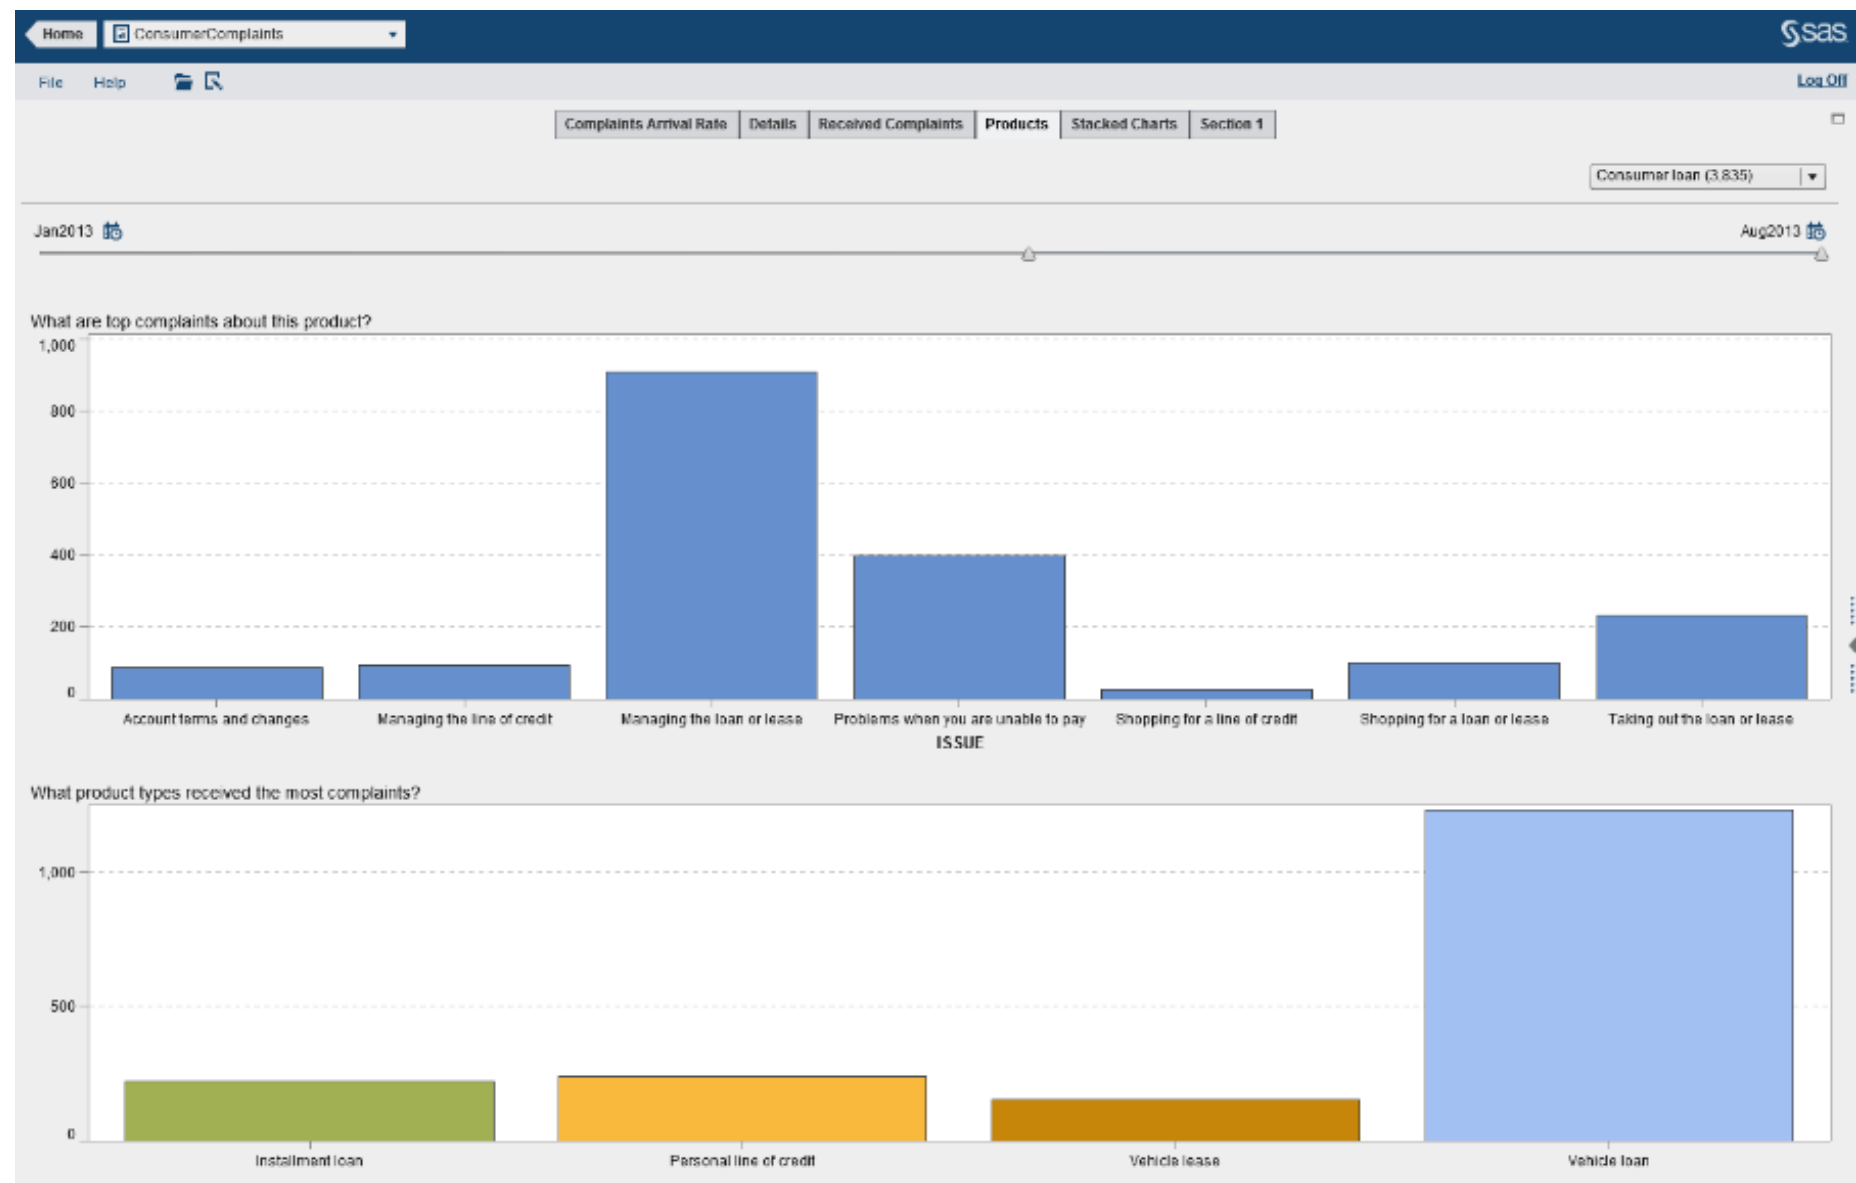 Home ConsumerComplaints sas
File Help Log Off
Complaints Arrival Rate Details Received Complaints Products Stacked Charts Section 1
Consumer loan (3,835)
Jan2013 Aug2013
What are top complaints about this product?
1,000
800
600
400
200
0
Account terms and changes Managing the line of credit Managing the loan or lease Problems when you are unable to pay Shopping for a line of credit Shopping for a loan or lease Taking out the loan or lease
ISSUE
What product types received the most complaints?
1,000
500
0
Installment loan Personal line of credit Vehicle lease Vehicle loan